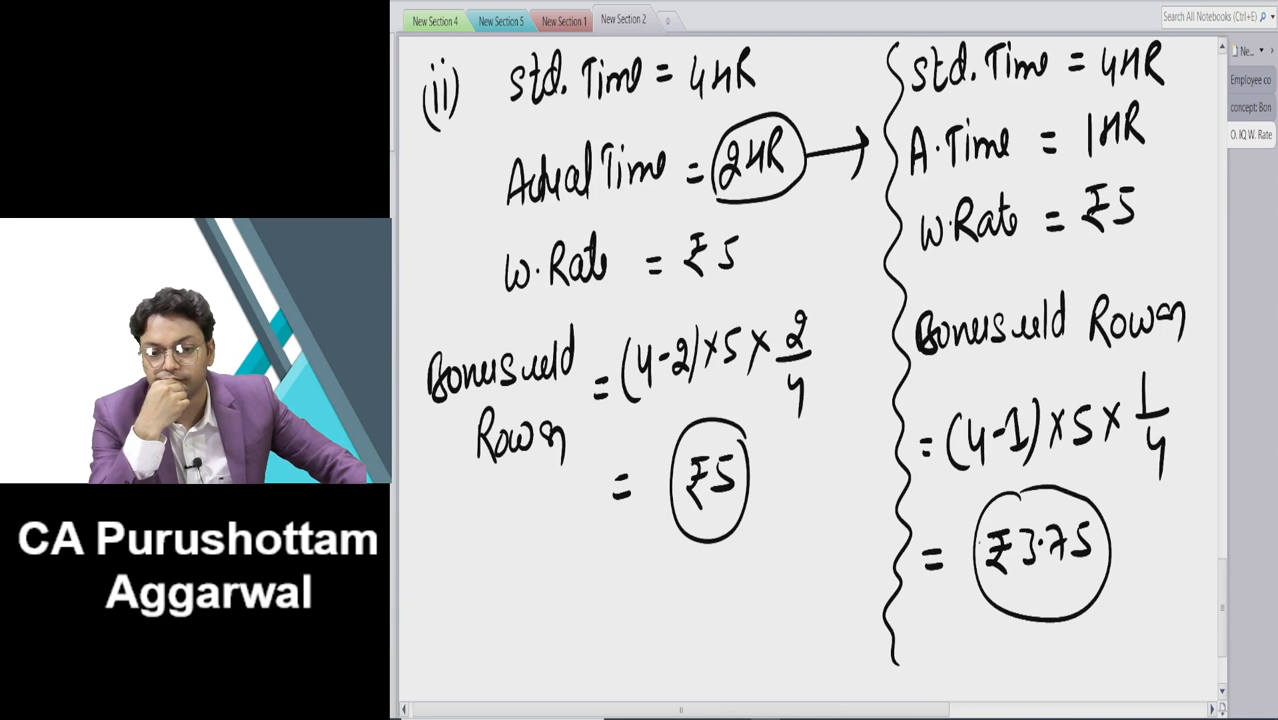 New Section 4
New Section 5
New Section 1
New Section 2
Search All Notebooks (Ctrl+E)
Ne...
Employee co
concept: Bon
O. IQ W. Rate
(ii) Std. Time = 4HR
Actual Time = 2HR
W. Rate = ₹5
Bonus under
Rowan
= (4-2)×5×2/4
= ₹5
Std. Time = 4HR
A. Time = 1HR
W. Rate = ₹5
Bonus under Rowan
= (4-1)×5×1/4
= ₹3.75
CA Purushottam
Aggarwal